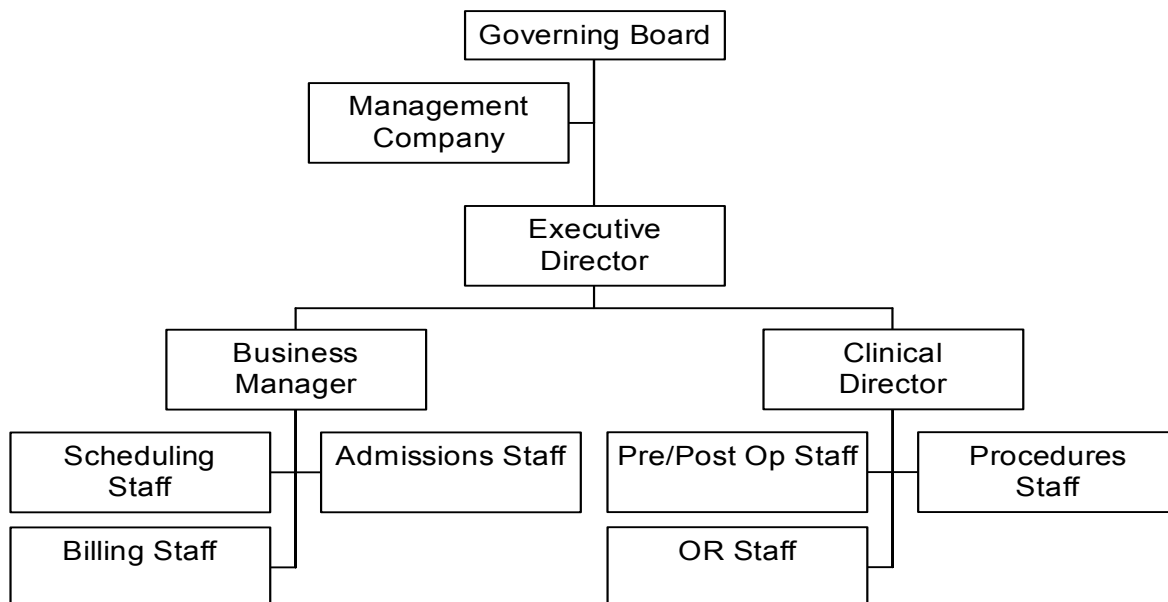 Governing Board
Management
Company
Executive
Director
Business
Manager
Clinical
Director
Scheduling
Staff
Admissions Staff
Pre/Post Op Staff
Procedures
Staff
Billing Staff
OR Staff